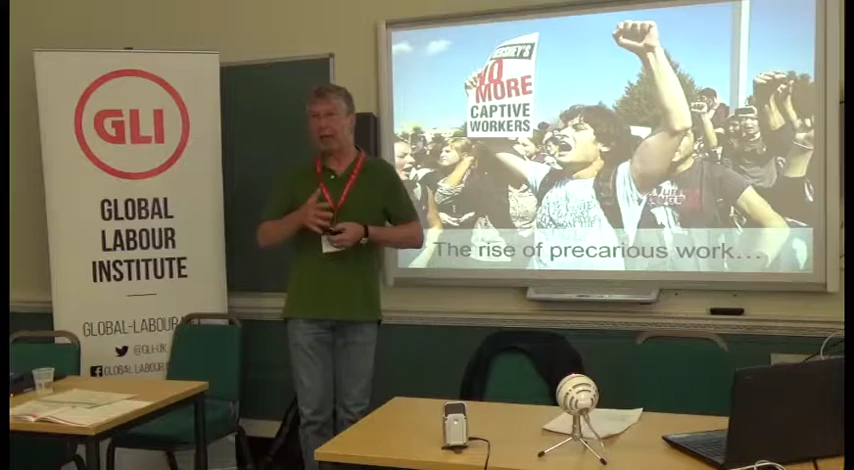 GLI
GLOBAL
LABOUR
INSTITUTE
GLOBAL-LABOUR
@GLI-UK
GLOBAL.LABOUR
HERSHEY'S
NO
MORE
CAPTIVE
WORKERS
The rise of precarious work…